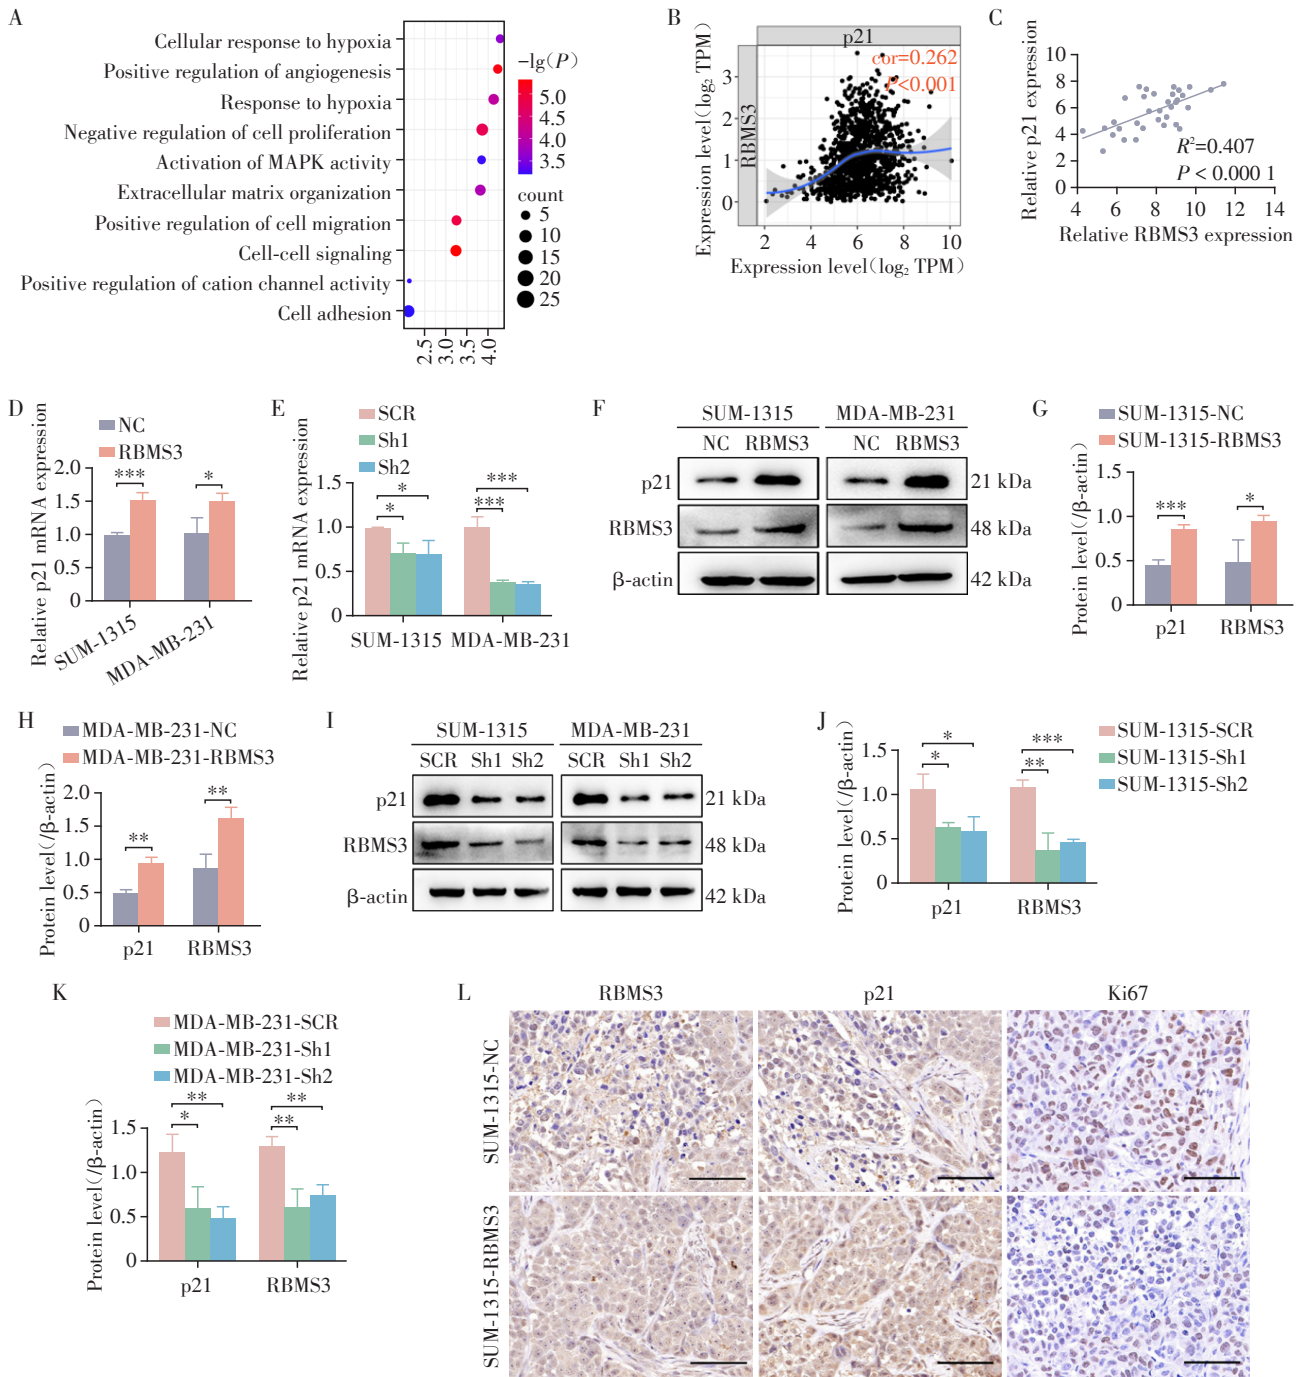 A
Cellular response to hypoxia
Positive regulation of angiogenesis
Response to hypoxia
Negative regulation of cell proliferation
Activation of MAPK activity
Extracellular matrix organization
Positive regulation of cell migration
Cell-cell signaling
Positive regulation of cation channel activity
Cell adhesion
2.5 3.0 3.5 4.0
-lg(P)
5.0
4.5
4.0
3.5
count
5
10
15
20
25
B
p21
cor=0.262
P<0.001
RBMS3
Expression level(log₂ TPM)
3
2
1
0
2 4 6 8 10
Expression level(log₂ TPM)
C
Relative p21 expression
10
8
6
4
2
0
R²=0.407
P < 0.000 1
4 6 8 10 12 14
Relative RBMS3 expression
D
NC
RBMS3
Relative p21 mRNA expression
2.0
1.5
1.0
0.5
0
*** *
SUM-1315 MDA-MB-231
E
SCR
Sh1
Sh2
Relative p21 mRNA expression
1.5
1.0
0.5
0
* ***
* ***
SUM-1315 MDA-MB-231
F
SUM-1315 MDA-MB-231
NC RBMS3 NC RBMS3
p21 21 kDa
RBMS3 48 kDa
β-actin 42 kDa
G
SUM-1315-NC
SUM-1315-RBMS3
Protein level(/β-actin)
1.5
1.0
0.5
0
*** *
p21 RBMS3
H
MDA-MB-231-NC
MDA-MB-231-RBMS3
Protein level(/β-actin)
2.0
1.5
1.0
0.5
0
** **
p21 RBMS3
I
SUM-1315 MDA-MB-231
SCR Sh1 Sh2 SCR Sh1 Sh2
p21 21 kDa
RBMS3 48 kDa
β-actin 42 kDa
J
SUM-1315-SCR
SUM-1315-Sh1
SUM-1315-Sh2
Protein level(/β-actin)
1.5
1.0
0.5
0
* ***
* **
p21 RBMS3
K
MDA-MB-231-SCR
MDA-MB-231-Sh1
MDA-MB-231-Sh2
Protein level(/β-actin)
1.5
1.0
0.5
0
** **
* **
p21 RBMS3
L
RBMS3 p21 Ki67
SUM-1315-NC
SUM-1315-RBMS3